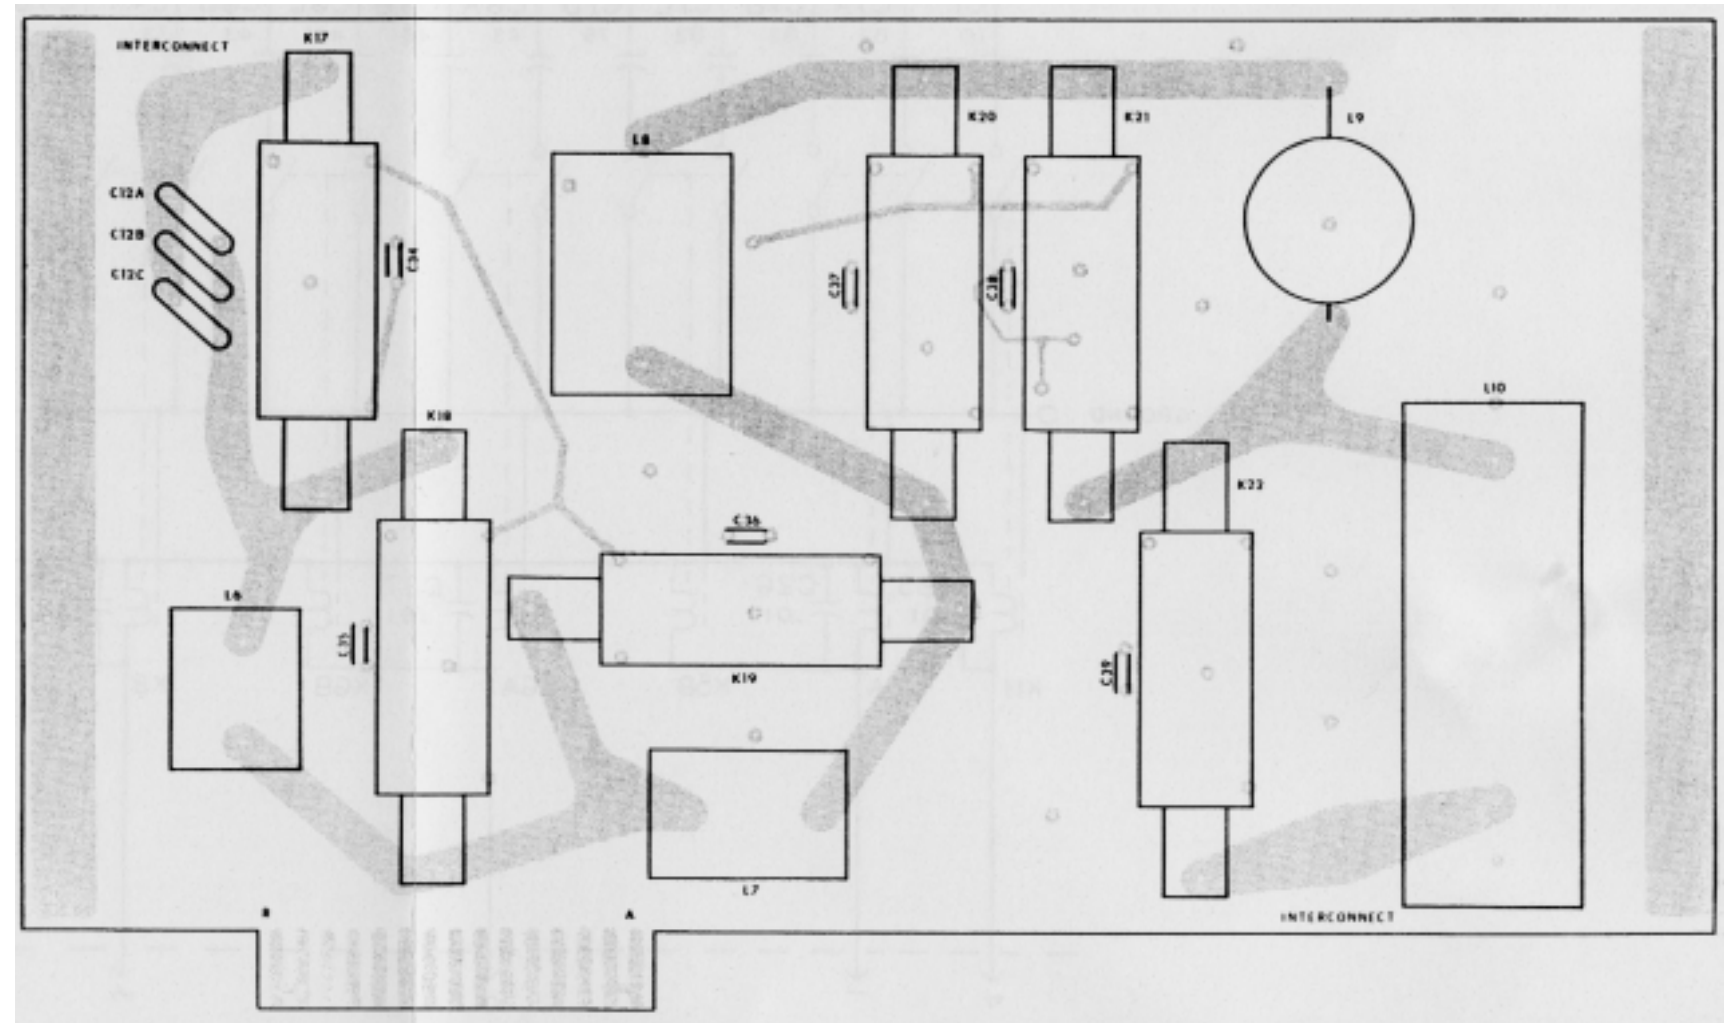 INTERCONNECT
K17
K20
K21
L9
L8
C12A
C12B
C12C
C34
C37
C38
L10
K18
K22
C36
L6
C35
K19
C39
L7
B
A
INTERCONNECT